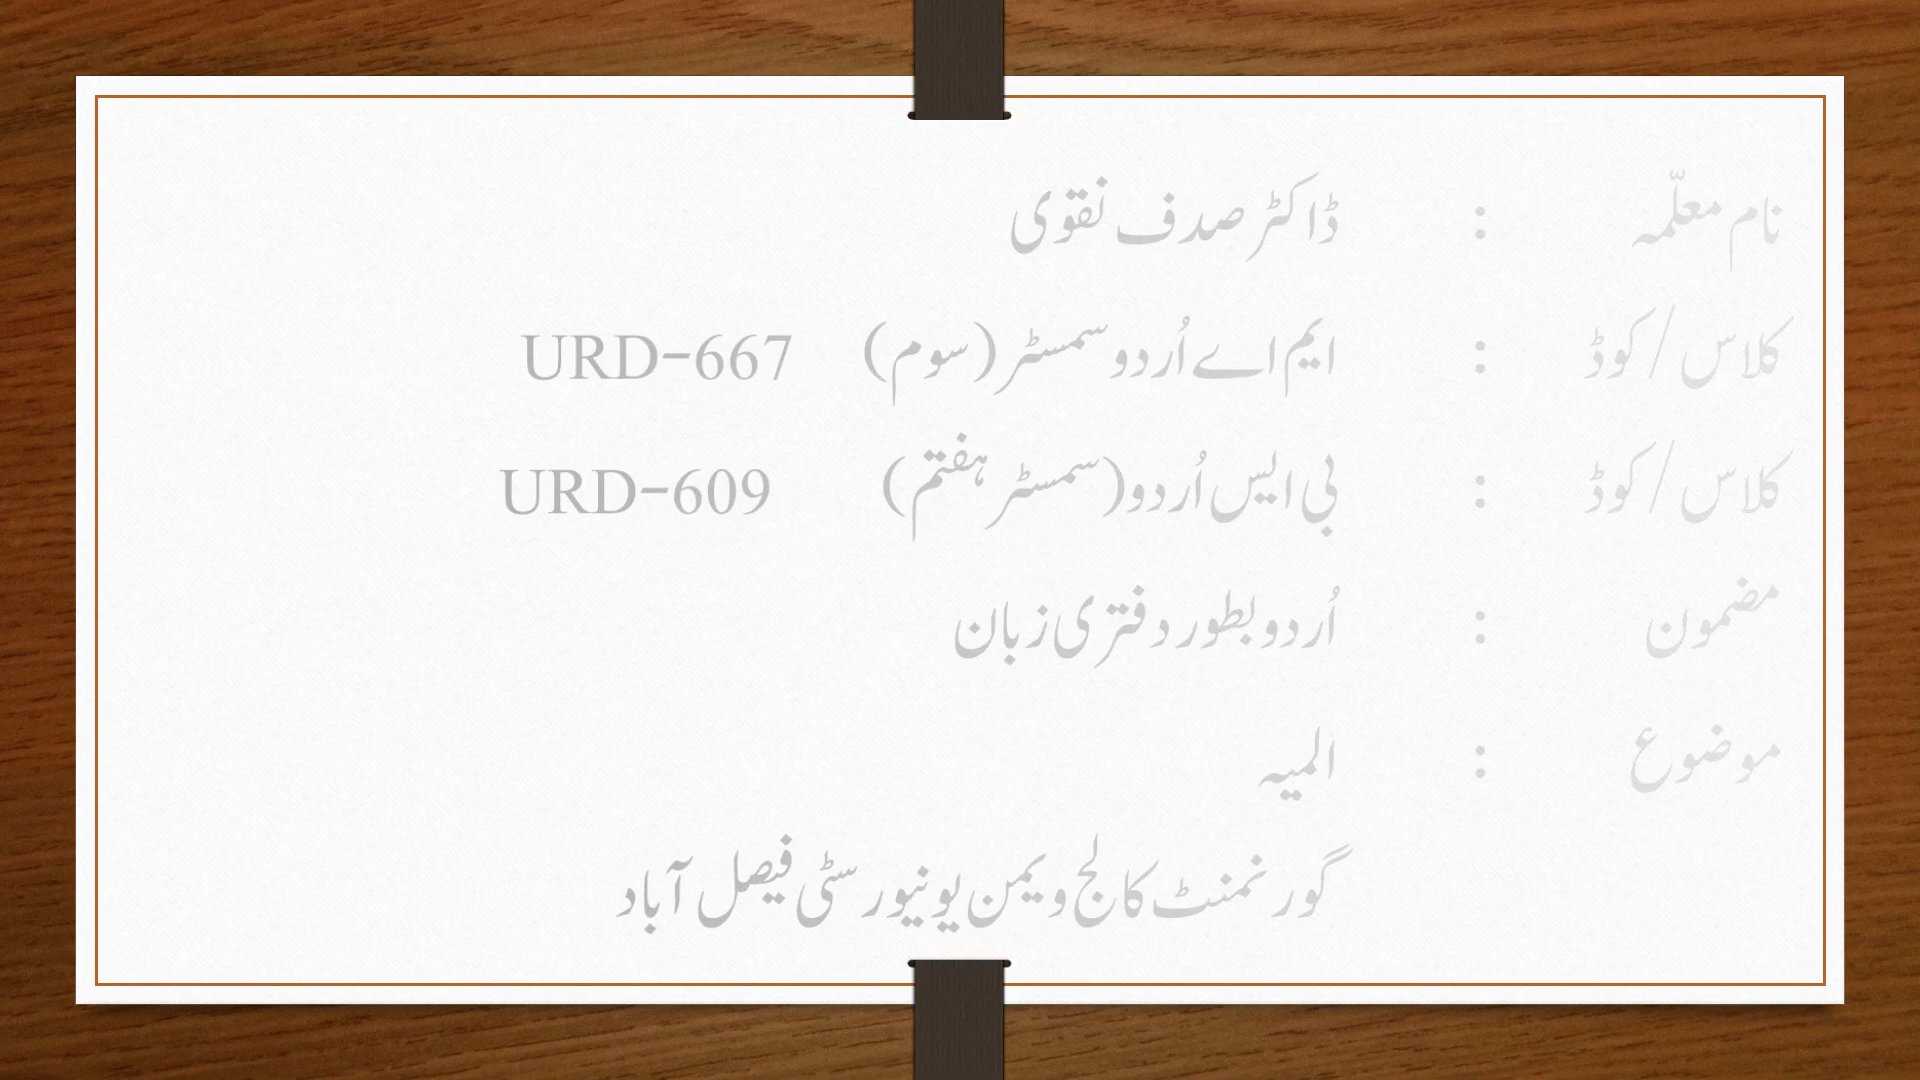 نام معلّمہ : ڈاکٹر صدف نقوی
کلاس / کوڈ : ایم اے اُردو سمسٹر (سوم) URD-667
کلاس / کوڈ : بی ایس اُردو (سمسٹر ہفتم) URD-609
مضمون : اُردو بطور دفتری زبان
موضوع : المیہ
گورنمنٹ کالج ویمن یونیورسٹی فیصل آباد